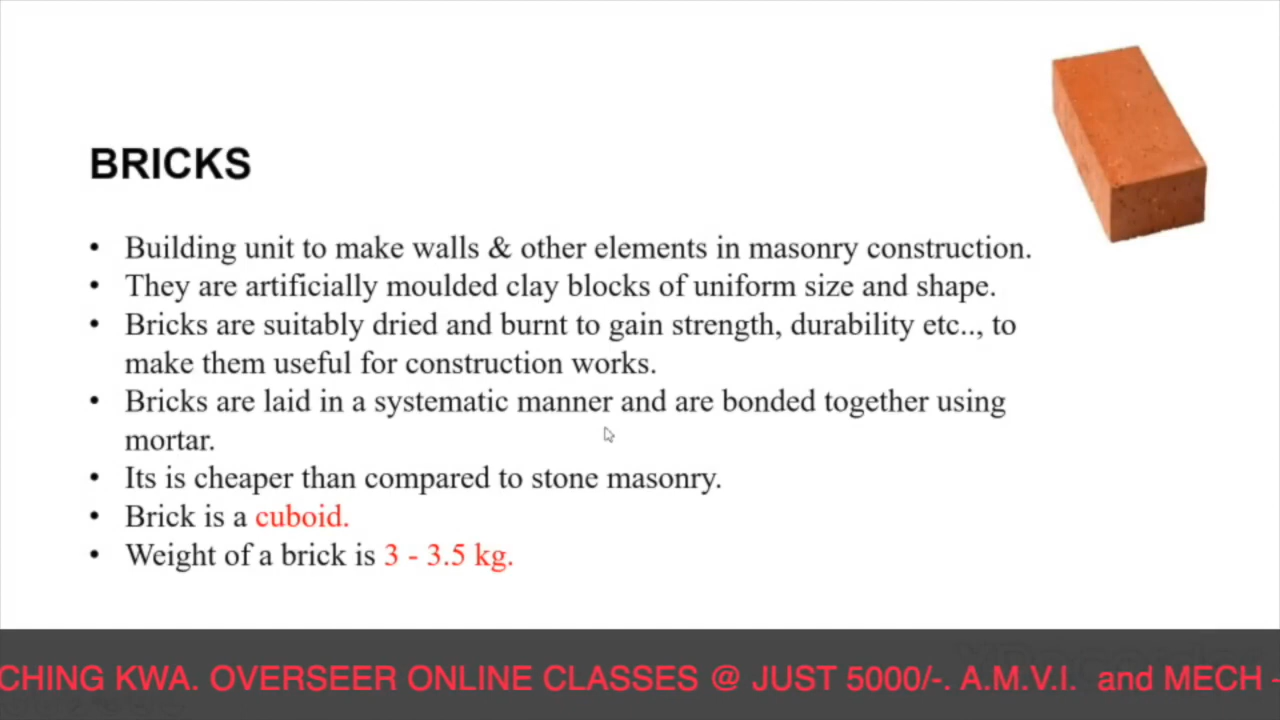 BRICKS
• Building unit to make walls & other elements in masonry construction.
• They are artificially moulded clay blocks of uniform size and shape.
• Bricks are suitably dried and burnt to gain strength, durability etc.., to
make them useful for construction works.
• Bricks are laid in a systematic manner and are bonded together using
mortar.
• Its is cheaper than compared to stone masonry.
• Brick is a cuboid.
• Weight of a brick is 3 - 3.5 kg.
CHING KWA. OVERSEER ONLINE CLASSES @ JUST 5000/-. A.M.V.I. and MECH -